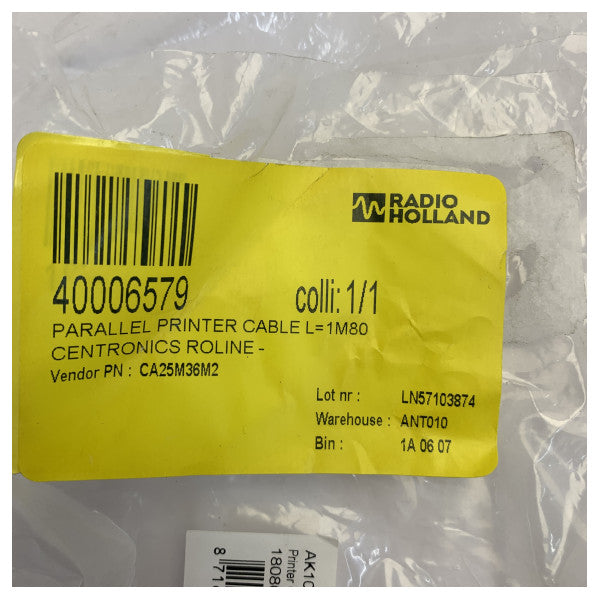 RADIO
HOLLAND
40006579 colli: 1/1
PARALLEL PRINTER CABLE L=1M80
CENTRONICS ROLINE -
Vendor PN : CA25M36M2
Lot nr : LN57103874
Warehouse : ANT010
Bin : 1A 06 07
Printer